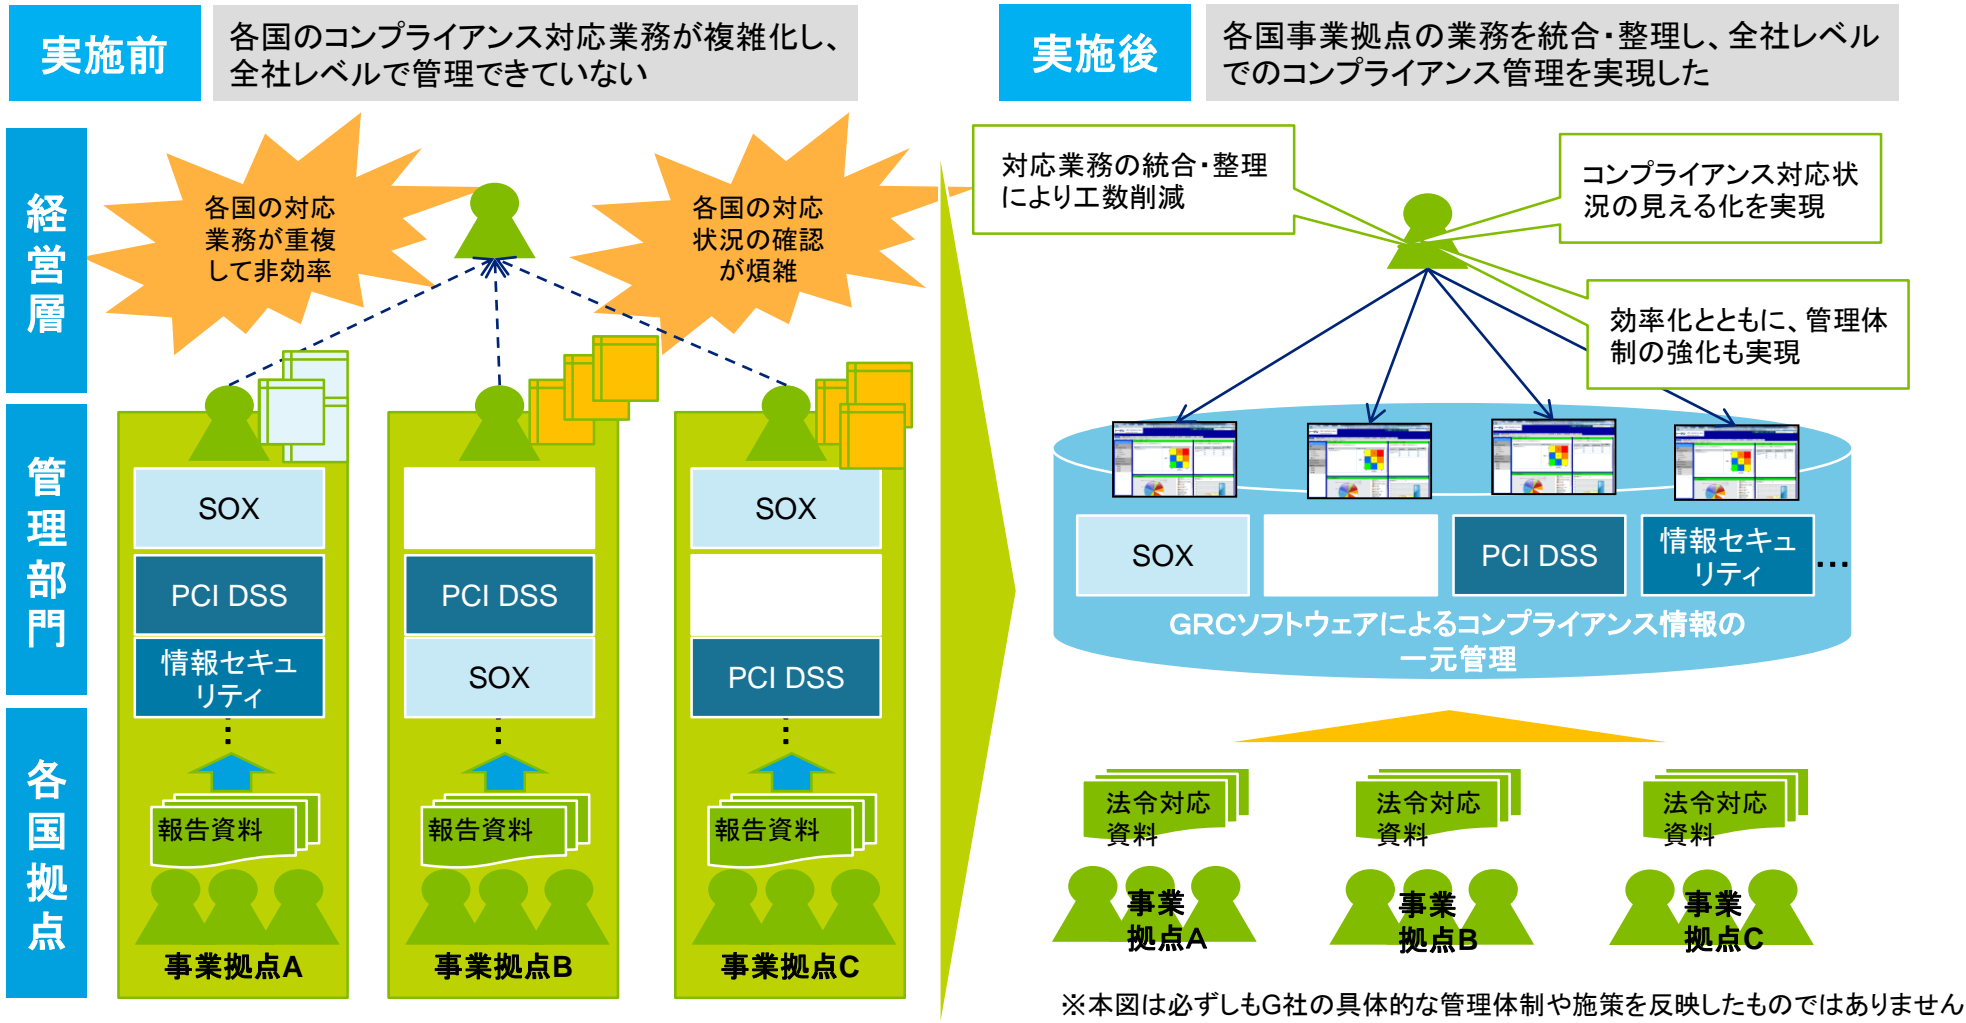 実施前
各国のコンプライアンス対応業務が複雑化し、
全社レベルで管理できていない
実施後
各国事業拠点の業務を統合・整理し、全社レベル
でのコンプライアンス管理を実現した
経営層
各国の対応
業務が重複
して非効率
各国の対応
状況の確認
が煩雑
対応業務の統合・整理
により工数削減
コンプライアンス対応状
況の見える化を実現
効率化とともに、管理体
制の強化も実現
管理部門
SOX
PCI DSS
情報セキュ
リティ
…
PCI DSS
SOX
…
SOX
PCI DSS
…
SOX
PCI DSS
情報セキュ
リティ
…
GRCソフトウェアによるコンプライアンス情報の
一元管理
各国拠点
報告資料
事業拠点A
報告資料
事業拠点B
報告資料
事業拠点C
法令対応
資料
事業
拠点A
法令対応
資料
事業
拠点B
法令対応
資料
事業
拠点C
※本図は必ずしもG社の具体的な管理体制や施策を反映したものではありません